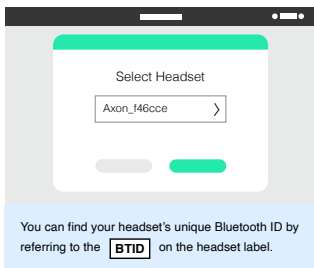 Select Headset
Axon_f46cce
You can find your headset's unique Bluetooth ID by
referring to the BTID on the headset label.